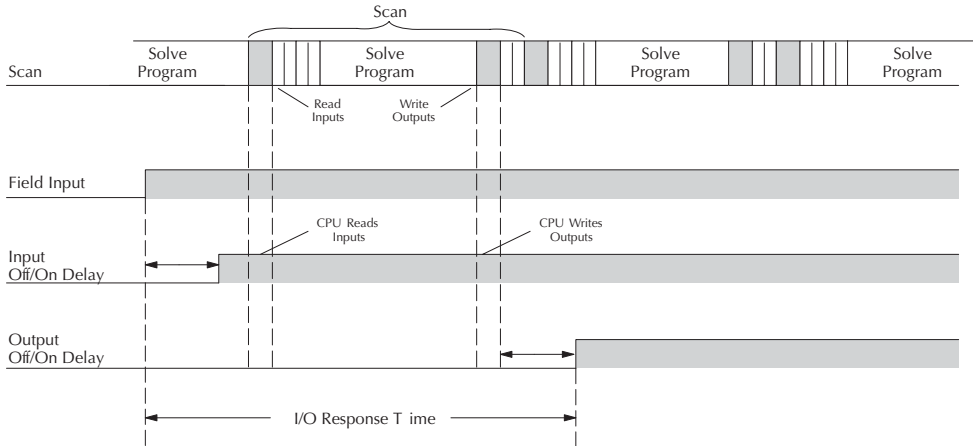 Scan
Solve
Program
Solve
Program
Solve
Program
Solve
Program
Scan
Read
Inputs
Write
Outputs
Field Input
CPU Reads
Inputs
CPU Writes
Outputs
Input
Off/On Delay
Output
Off/On Delay
I/O Response T ime